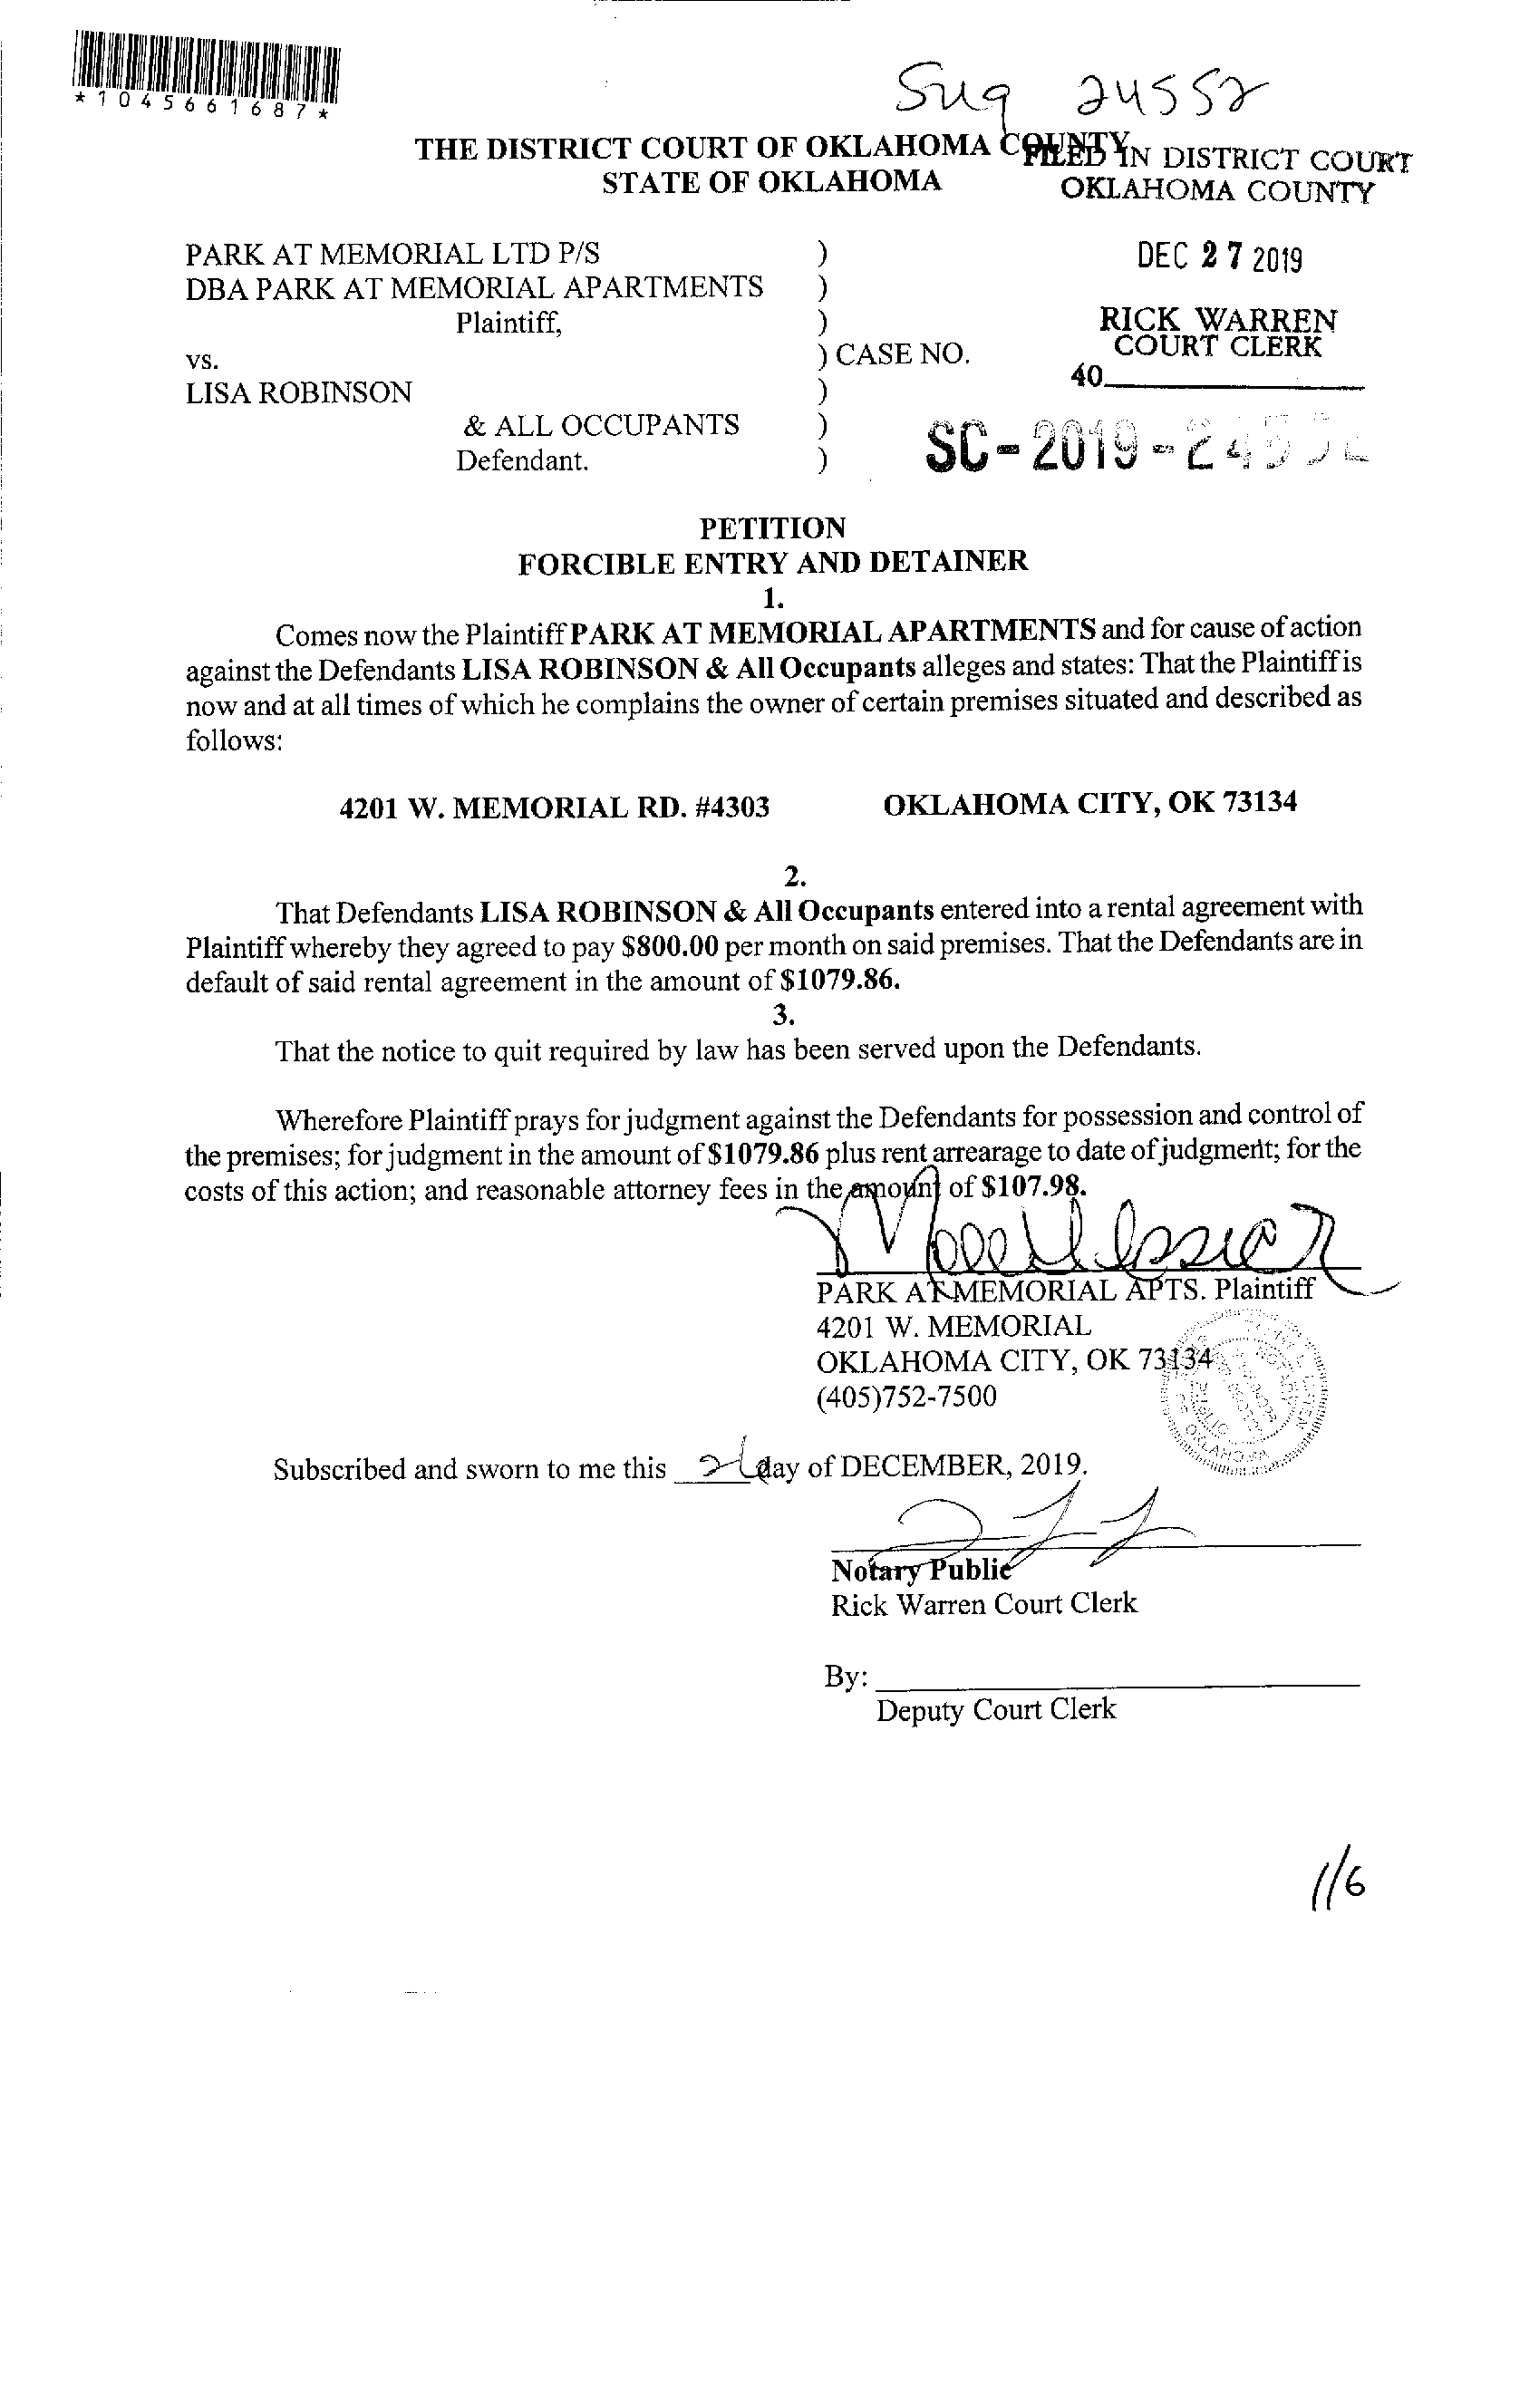 *1045661687*
24552
THE DISTRICT COURT OF OKLAHOMA COUNTY
STATE OF OKLAHOMA
FILED IN DISTRICT COURT
OKLAHOMA COUNTY
DEC 27 2019
RICK WARREN
COURT CLERK
40
PARK AT MEMORIAL LTD P/S )
DBA PARK AT MEMORIAL APARTMENTS )
Plaintiff, )
vs. ) CASE NO.
LISA ROBINSON )
& ALL OCCUPANTS )
Defendant. )
SC-2019-24552
PETITION
FORCIBLE ENTRY AND DETAINER
1.
Comes now the Plaintiff PARK AT MEMORIAL APARTMENTS and for cause of action
against the Defendants LISA ROBINSON & All Occupants alleges and states: That the Plaintiff is
now and at all times of which he complains the owner of certain premises situated and described as
follows:
4201 W. MEMORIAL RD. #4303 OKLAHOMA CITY, OK 73134
2.
That Defendants LISA ROBINSON & All Occupants entered into a rental agreement with
Plaintiff whereby they agreed to pay $800.00 per month on said premises. That the Defendants are in
default of said rental agreement in the amount of $1079.86.
3.
That the notice to quit required by law has been served upon the Defendants.
Wherefore Plaintiff prays for judgment against the Defendants for possession and control of
the premises; for judgment in the amount of $1079.86 plus rent arrearage to date of judgment; for the
costs of this action; and reasonable attorney fees in the amount of $107.98.
PARK AT MEMORIAL APTS. Plaintiff
4201 W. MEMORIAL
OKLAHOMA CITY, OK 73134
(405)752-7500
Subscribed and sworn to me this day of DECEMBER, 2019.
Notary Public
Rick Warren Court Clerk
By:
Deputy Court Clerk
1/6